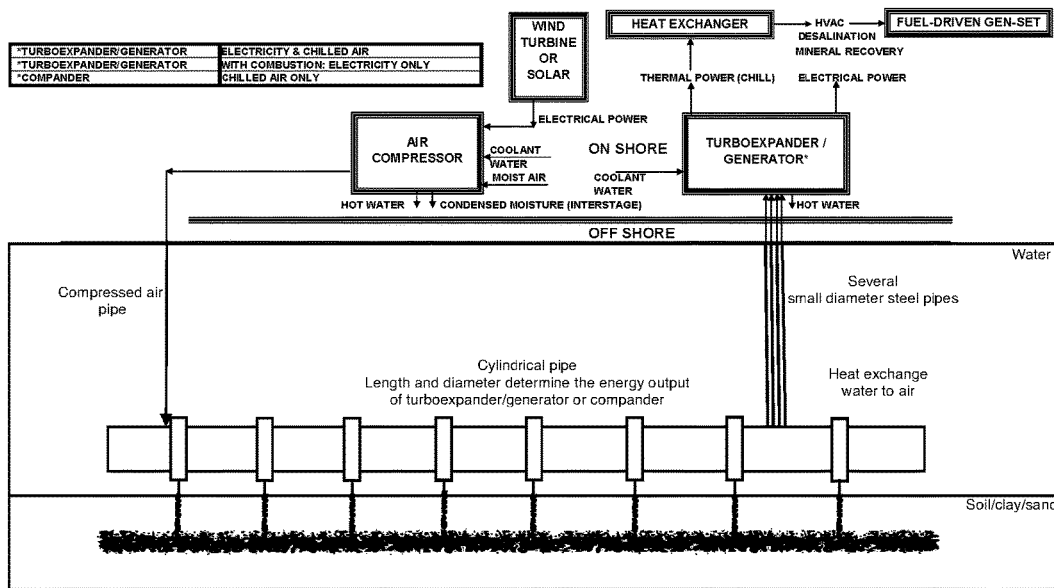 *TURBOEXPANDER/GENERATOR ELECTRICITY & CHILLED AIR
*TURBOEXPANDER/GENERATOR WITH COMBUSTION: ELECTRICITY ONLY
*COMPANDER CHILLED AIR ONLY
WIND
TURBINE
OR
SOLAR
HEAT EXCHANGER
HVAC
DESALINATION
MINERAL RECOVERY
FUEL-DRIVEN GEN-SET
THERMAL POWER (CHILL)
ELECTRICAL POWER
ELECTRICAL POWER
AIR
COMPRESSOR
COOLANT
WATER
MOIST AIR
ON SHORE
COOLANT
WATER
TURBOEXPANDER /
GENERATOR*
HOT WATER
CONDENSED MOISTURE (INTERSTAGE)
HOT WATER
OFF SHORE
Water
Compressed air
pipe
Several
small diameter steel pipes
Cylindrical pipe
Length and diameter determine the energy output
of turboexpander/generator or compander
Heat exchange
water to air
Soil/clay/sand